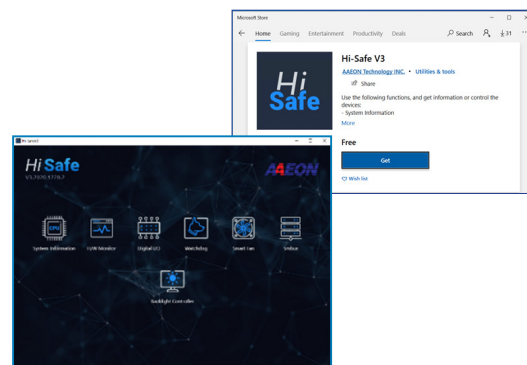 Microsoft Store
Home Gaming Entertainment Productivity Deals
Search
31
Hi
Safe
Hi-Safe V3
AAEON Technology INC. • Utilities & tools
Share
Use the following functions, and get information or control the
devices:
- System Information
More
Free
Get
Wish list
Hi Safe
AAEON
System Information H/W Monitor Digital I/O Watchdog Smart Fan Smbus
CPU
Backlight Controller